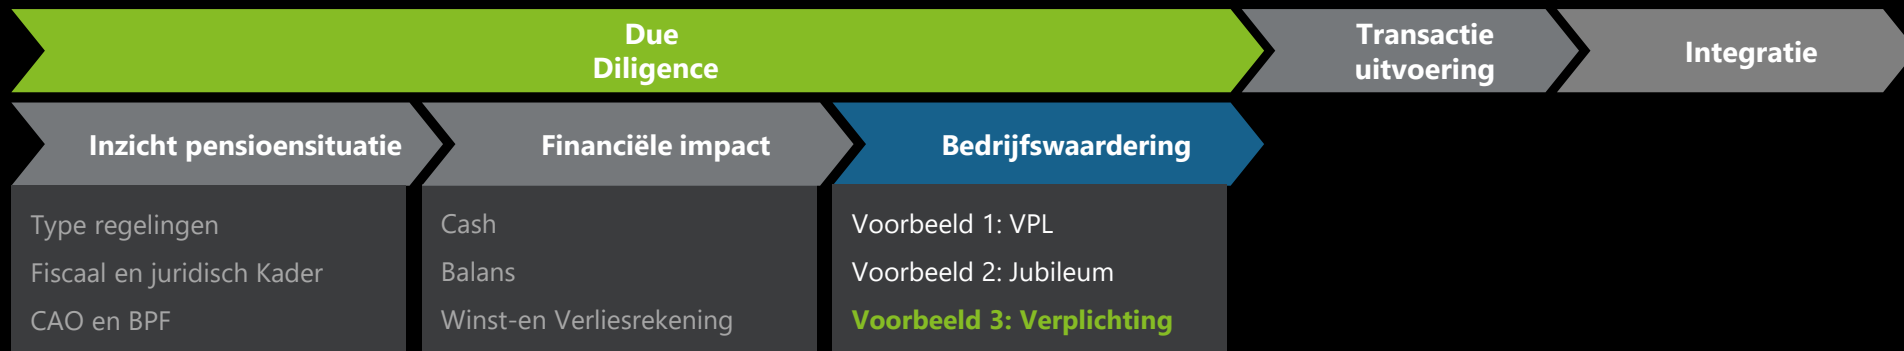 Due
Diligence
Transactie
uitvoering
Integratie
Inzicht pensioensituatie
Financiële impact
Bedrijfswaardering
Type regelingen
Fiscaal en juridisch Kader
CAO en BPF
Cash
Balans
Winst-en Verliesrekening
Voorbeeld 1: VPL
Voorbeeld 2: Jubileum
Voorbeeld 3: Verplichting